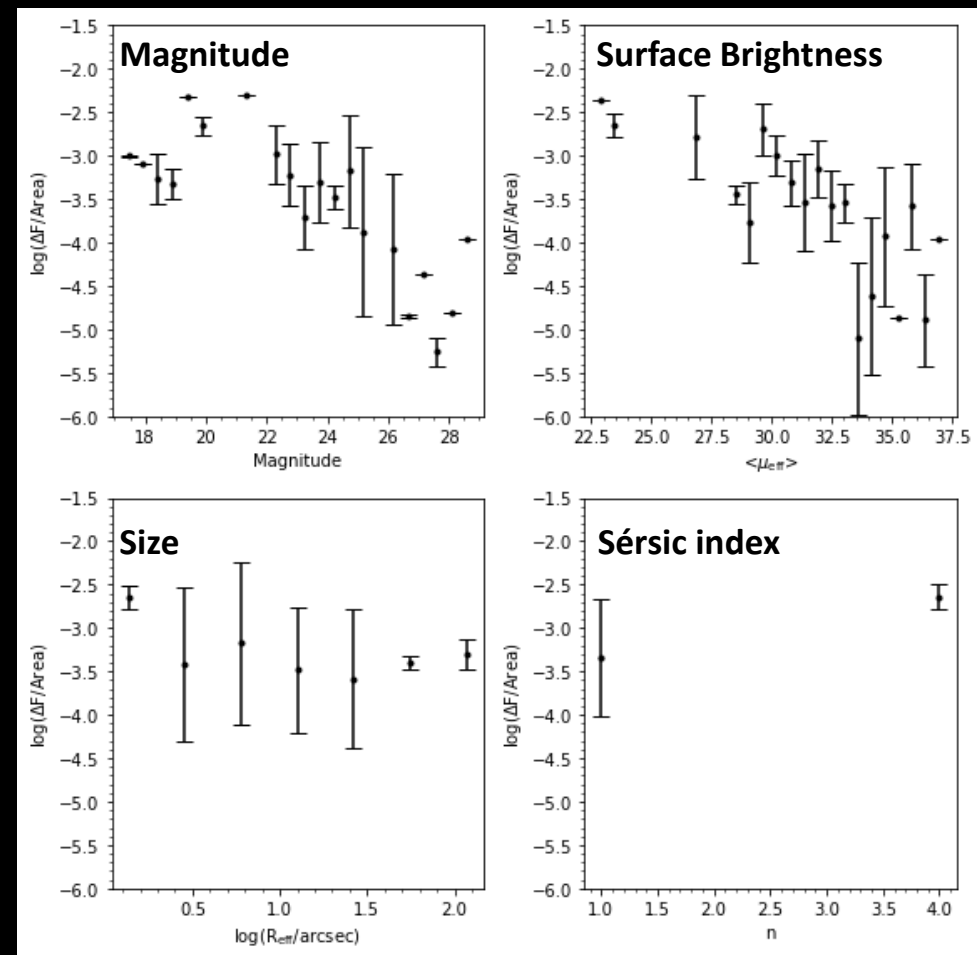 Magnitude
−1.5
−2.0
−2.5
−3.0
−3.5
−4.0
−4.5
−5.0
−5.5
−6.0
log(ΔF/Area)
18 20 22 24 26 28
Magnitude
Surface Brightness
−1.5
−2.0
−2.5
−3.0
−3.5
−4.0
−4.5
−5.0
−5.5
−6.0
log(ΔF/Area)
22.5 25.0 27.5 30.0 32.5 35.0 37.5
<μeff>
Size
−1.5
−2.0
−2.5
−3.0
−3.5
−4.0
−4.5
−5.0
−5.5
−6.0
log(ΔF/Area)
0.5 1.0 1.5 2.0
log(Reff/arcsec)
Sérsic index
−1.5
−2.0
−2.5
−3.0
−3.5
−4.0
−4.5
−5.0
−5.5
−6.0
log(ΔF/Area)
1.0 1.5 2.0 2.5 3.0 3.5 4.0
n